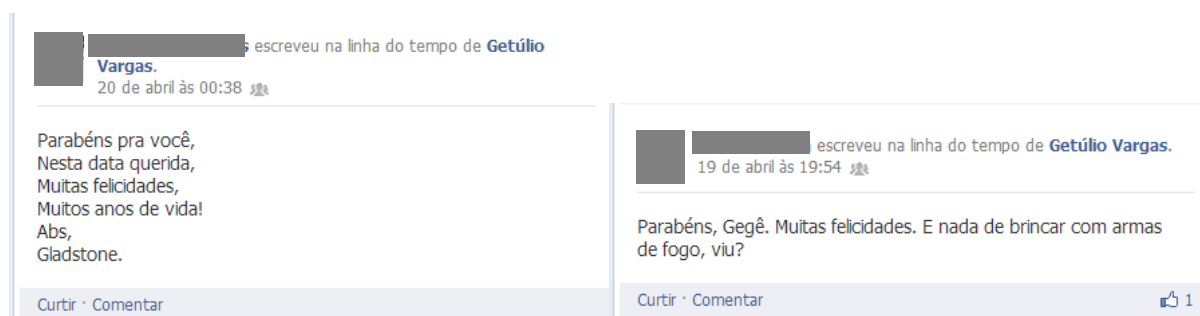 escreveu na linha do tempo de Getúlio
Vargas.
20 de abril às 00:38
Parabéns pra você,
Nesta data querida,
Muitas felicidades,
Muitos anos de vida!
Abs,
Gladstone.
Curtir · Comentar
escreveu na linha do tempo de Getúlio Vargas.
19 de abril às 19:54
Parabéns, Gegê. Muitas felicidades. E nada de brincar com armas
de fogo, viu?
Curtir · Comentar
1